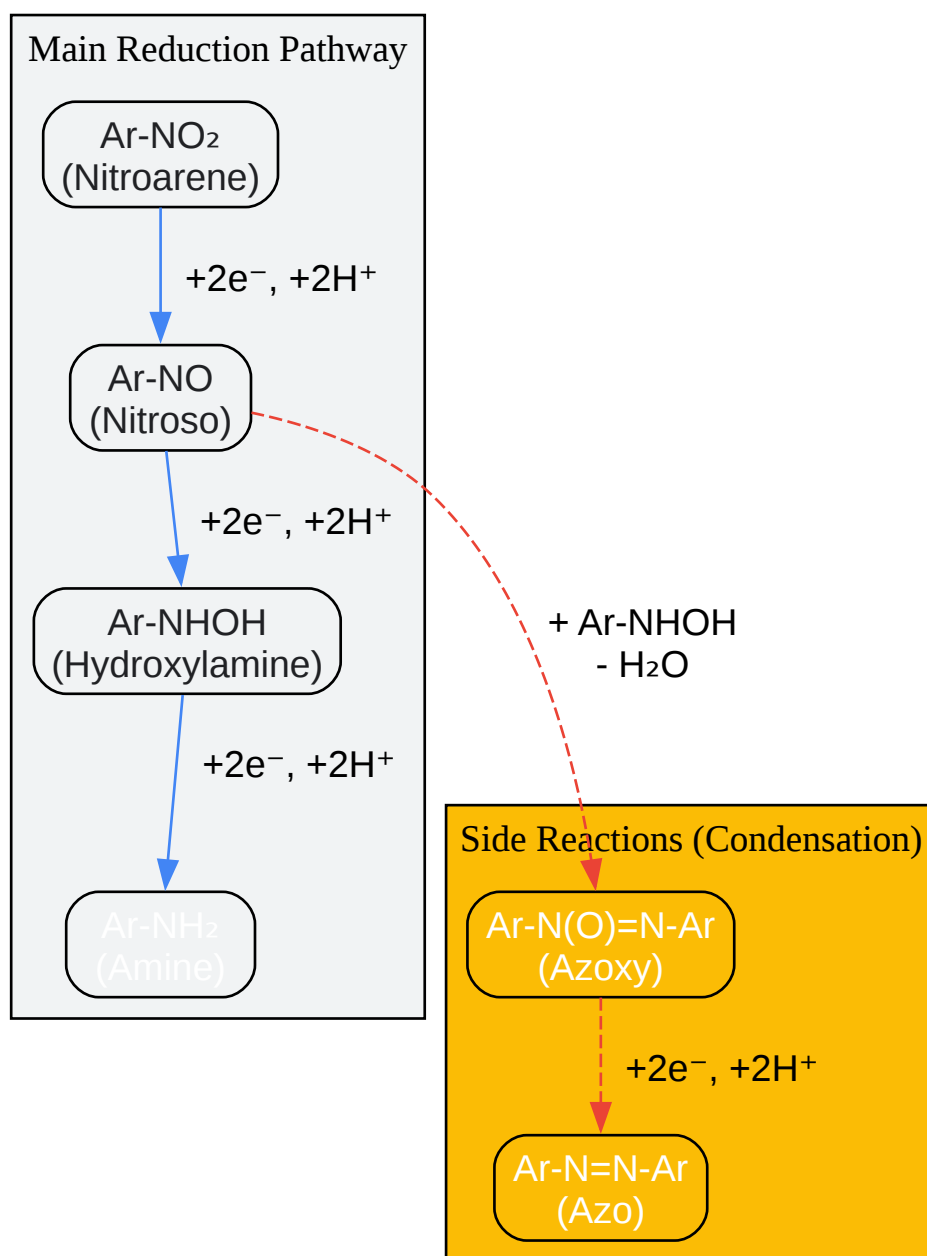 Main Reduction Pathway
Ar-NO₂
(Nitroarene)
+2e⁻, +2H⁺
Ar-NO
(Nitroso)
+2e⁻, +2H⁺
Ar-NHOH
(Hydroxylamine)
+ Ar-NHOH
- H₂O
+2e⁻, +2H⁺
Ar-NH₂
(Amine)
Side Reactions (Condensation)
Ar-N(O)=N-Ar
(Azoxy)
+2e⁻, +2H⁺
Ar-N=N-Ar
(Azo)